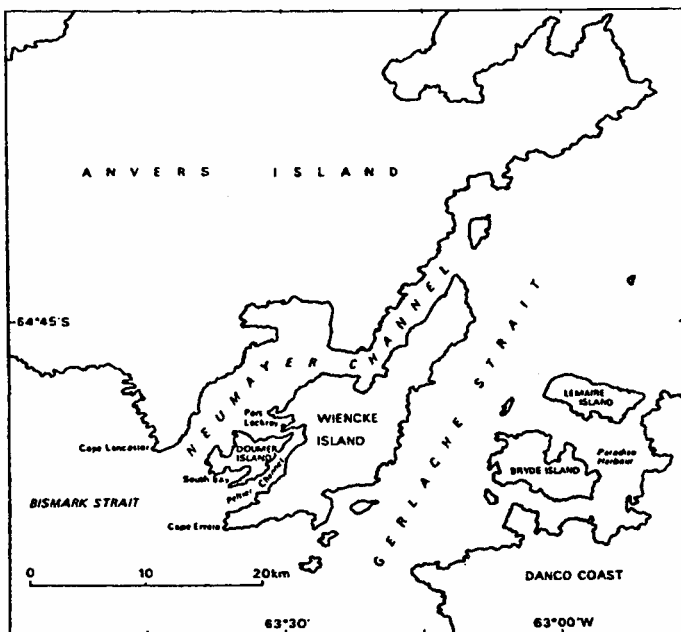 ANVERS ISLAND
64°45'S
NEUMAYER CHANNEL
GERLACHE STRAIT
LEMAIRE
ISLAND
Port
Lockroy
WIENCKE
ISLAND
Cape Lancaster
DOUMER
ISLAND
Paradise
Harbour
BRYDE ISLAND
South Bay
Peltier Channel
BISMARK STRAIT
Cape Errera
0 10 20km
DANCO COAST
63°30'
63°00'W